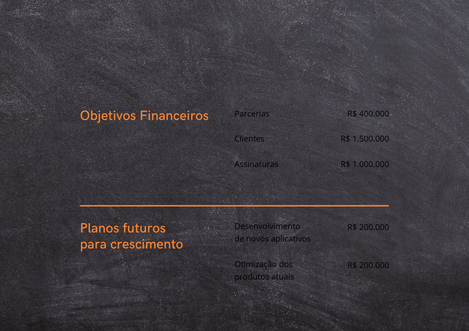 Objetivos Financeiros
Parcerias R$ 400.000
Clientes R$ 1.500.000
Assinaturas R$ 1.000.000
Planos futuros
para crescimento
Desenvolvimento
de novos aplicativos
R$ 200.000
Otimização dos
produtos atuais
R$ 200.000